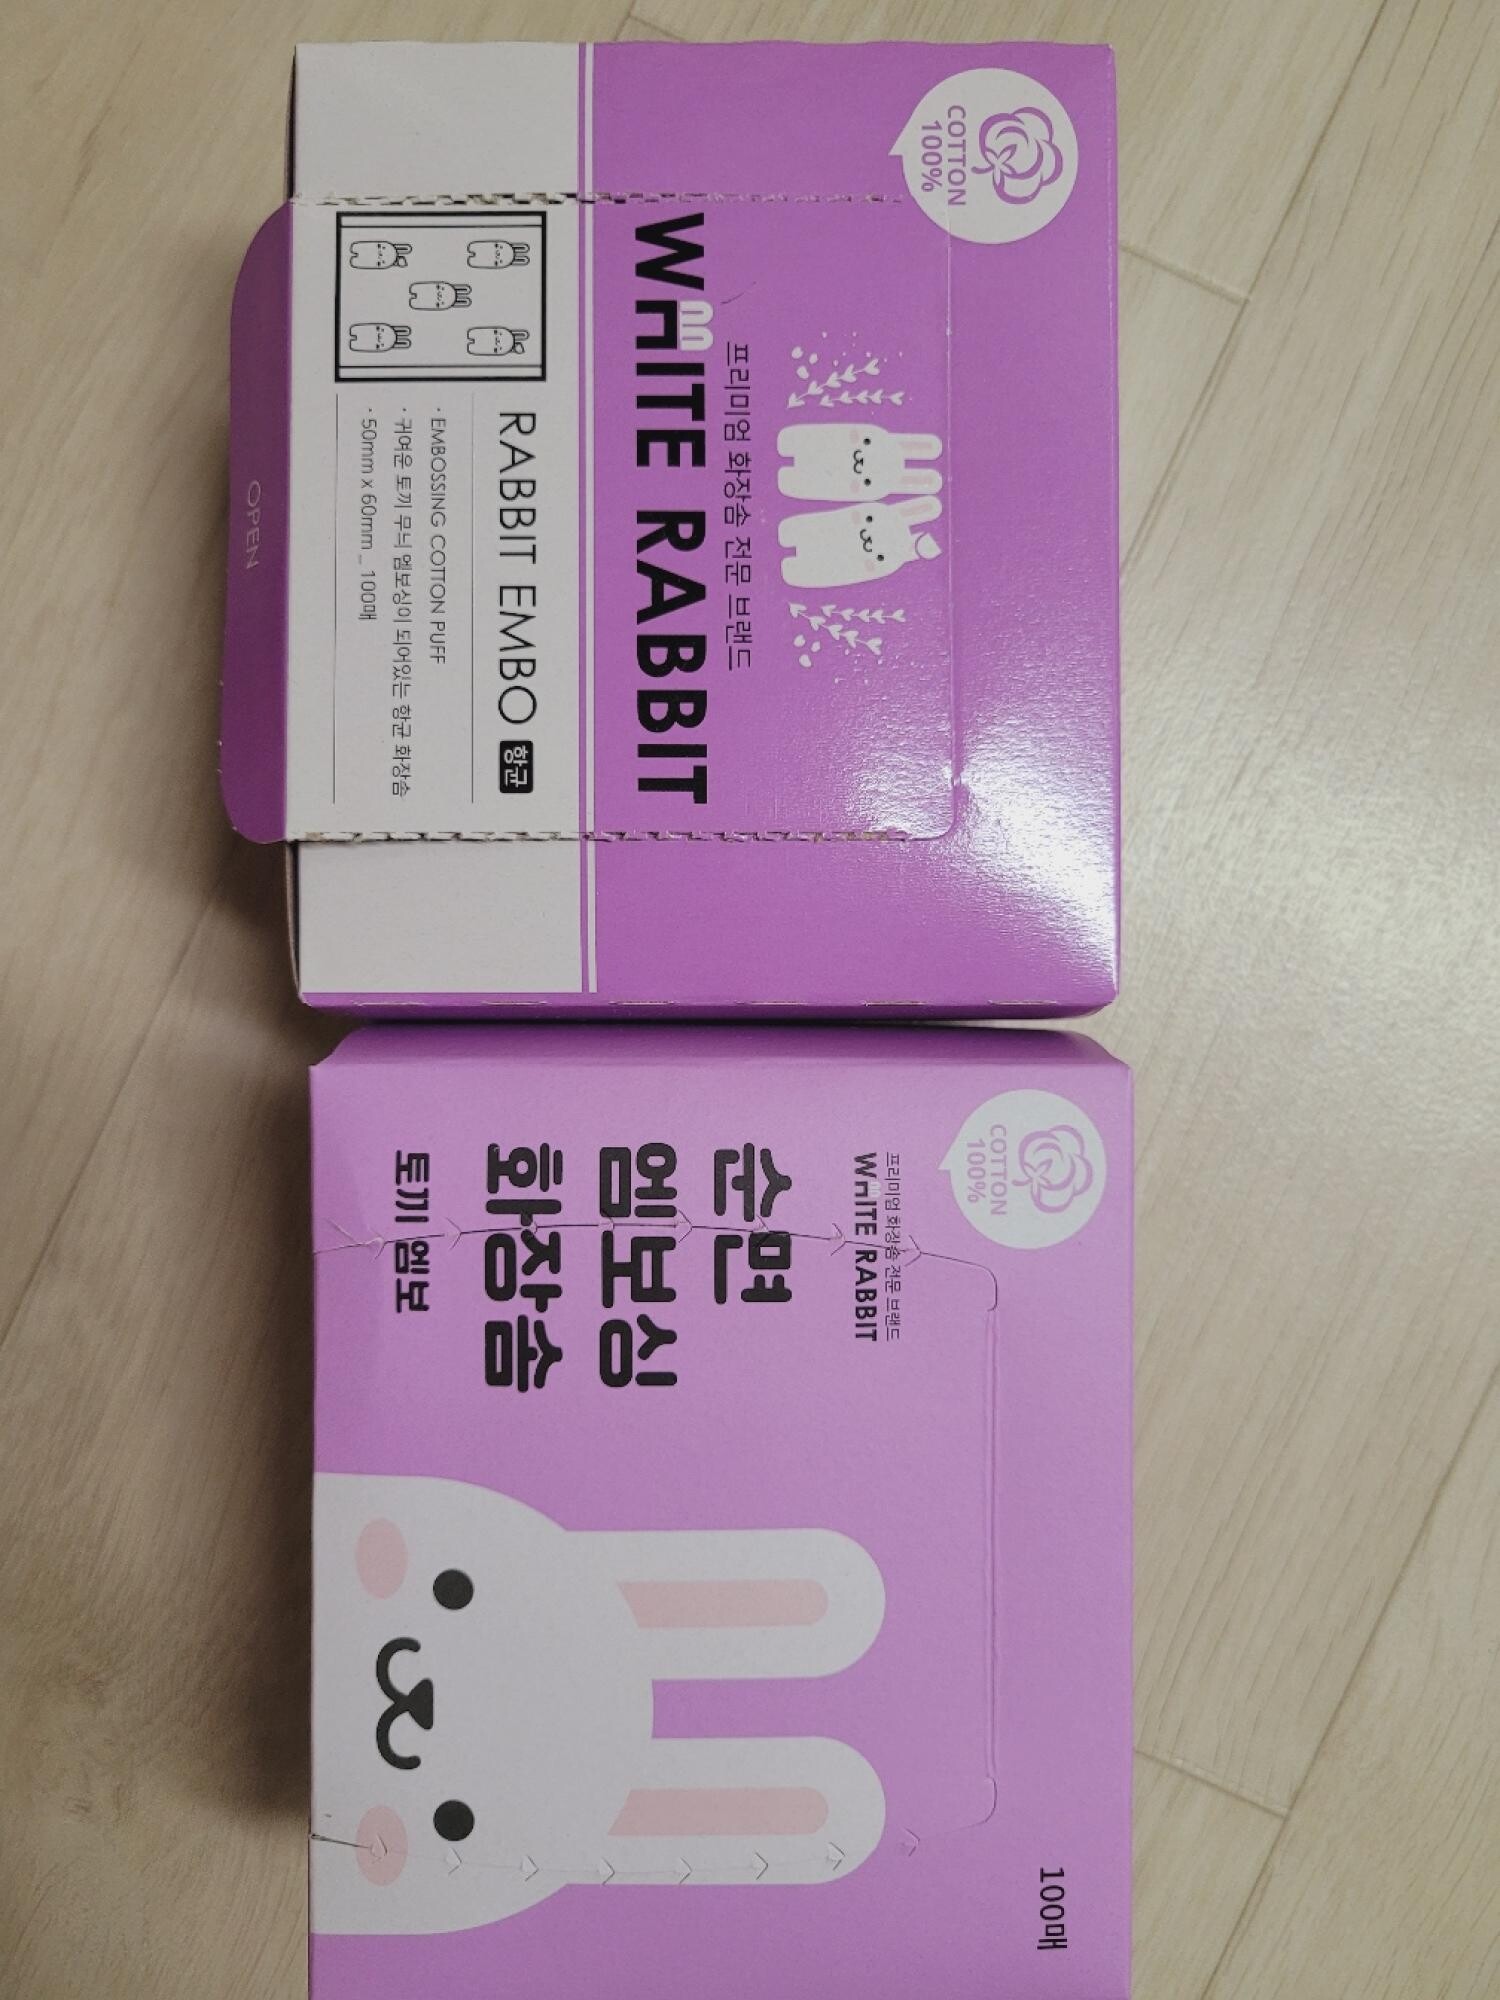 COTTON
100%
프리미엄 화장솜 전문 브랜드
WHITE RABBIT
RABBIT EMBO 항균
· EMBOSSING COTTON PUFF
· 귀여운 토끼 무늬 엠보싱이 되어있는 항균 화장솜
· 50mm x 60mm _ 100매
OPEN
COTTON
100%
프리미엄 화장솜 전문 브랜드
WHITE RABBIT
순면
엠보싱
화장솜
토끼 엠보
100매